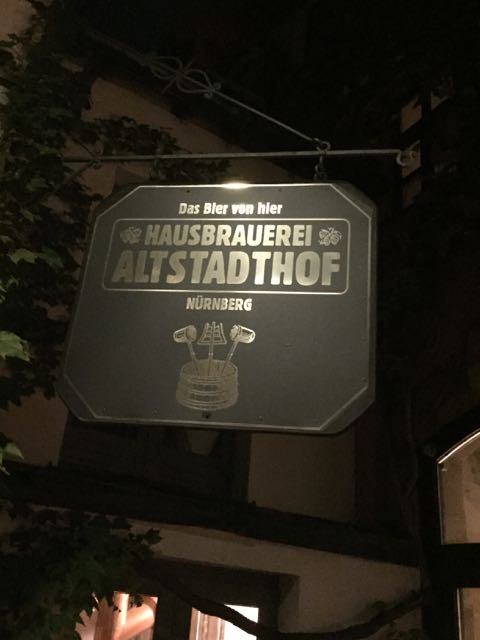 Das Bier von hier
HAUSBRAUEREI
ALTSTADTHOF
NÜRNBERG